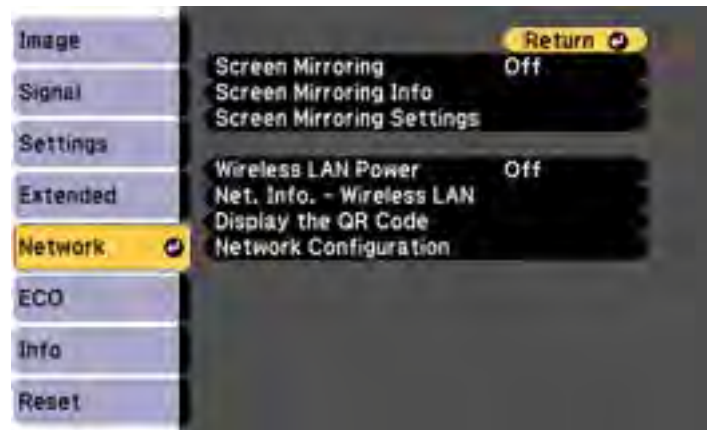 Image
Signal
Settings
Extended
Network
ECO
Info
Reset
Return
Screen Mirroring Off
Screen Mirroring Info
Screen Mirroring Settings
Wireless LAN Power Off
Net. Info. - Wireless LAN
Display the QR Code
Network Configuration